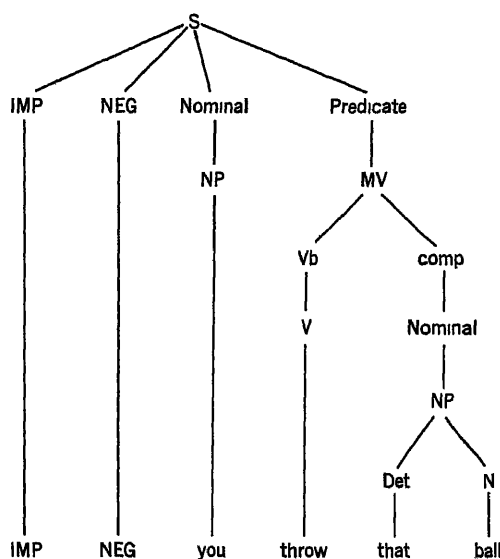 S
IMP NEG Nominal Predicate
NP MV
Vb comp
V Nominal
NP
Det N
IMP NEG you throw that ball